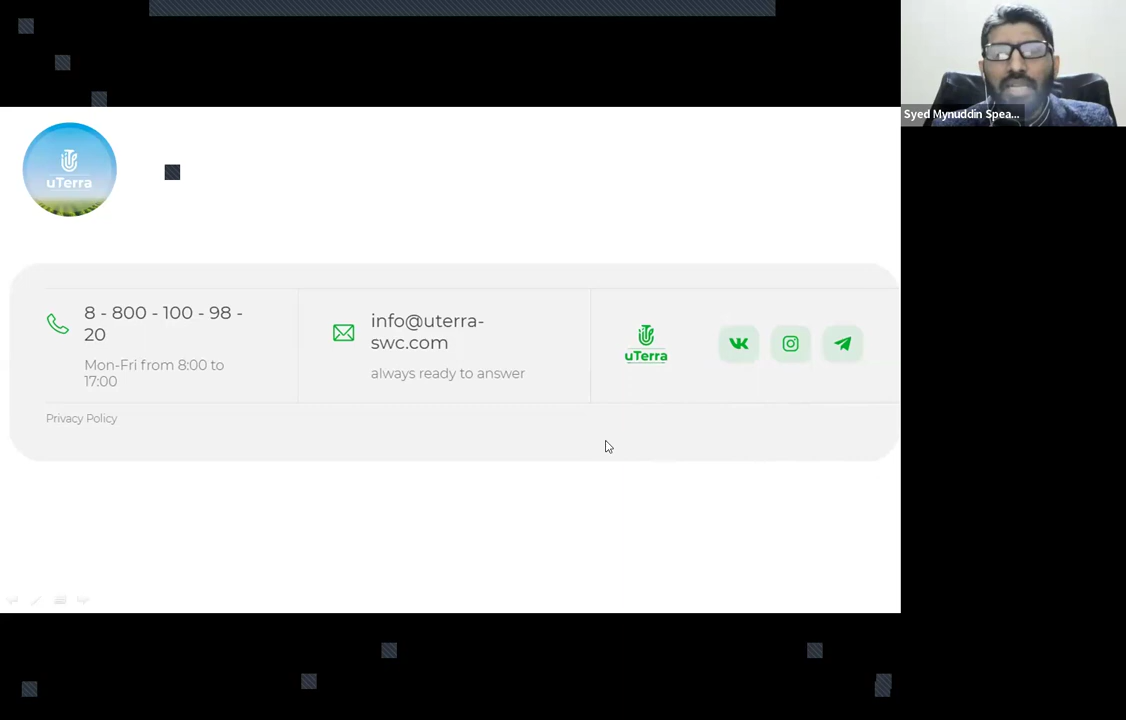 Syed Mynuddin Spea...
uTerra
8 - 800 - 100 - 98 -
20
Mon-Fri from 8:00 to
17:00
info@uterra-
swc.com
always ready to answer
uTerra
Privacy Policy